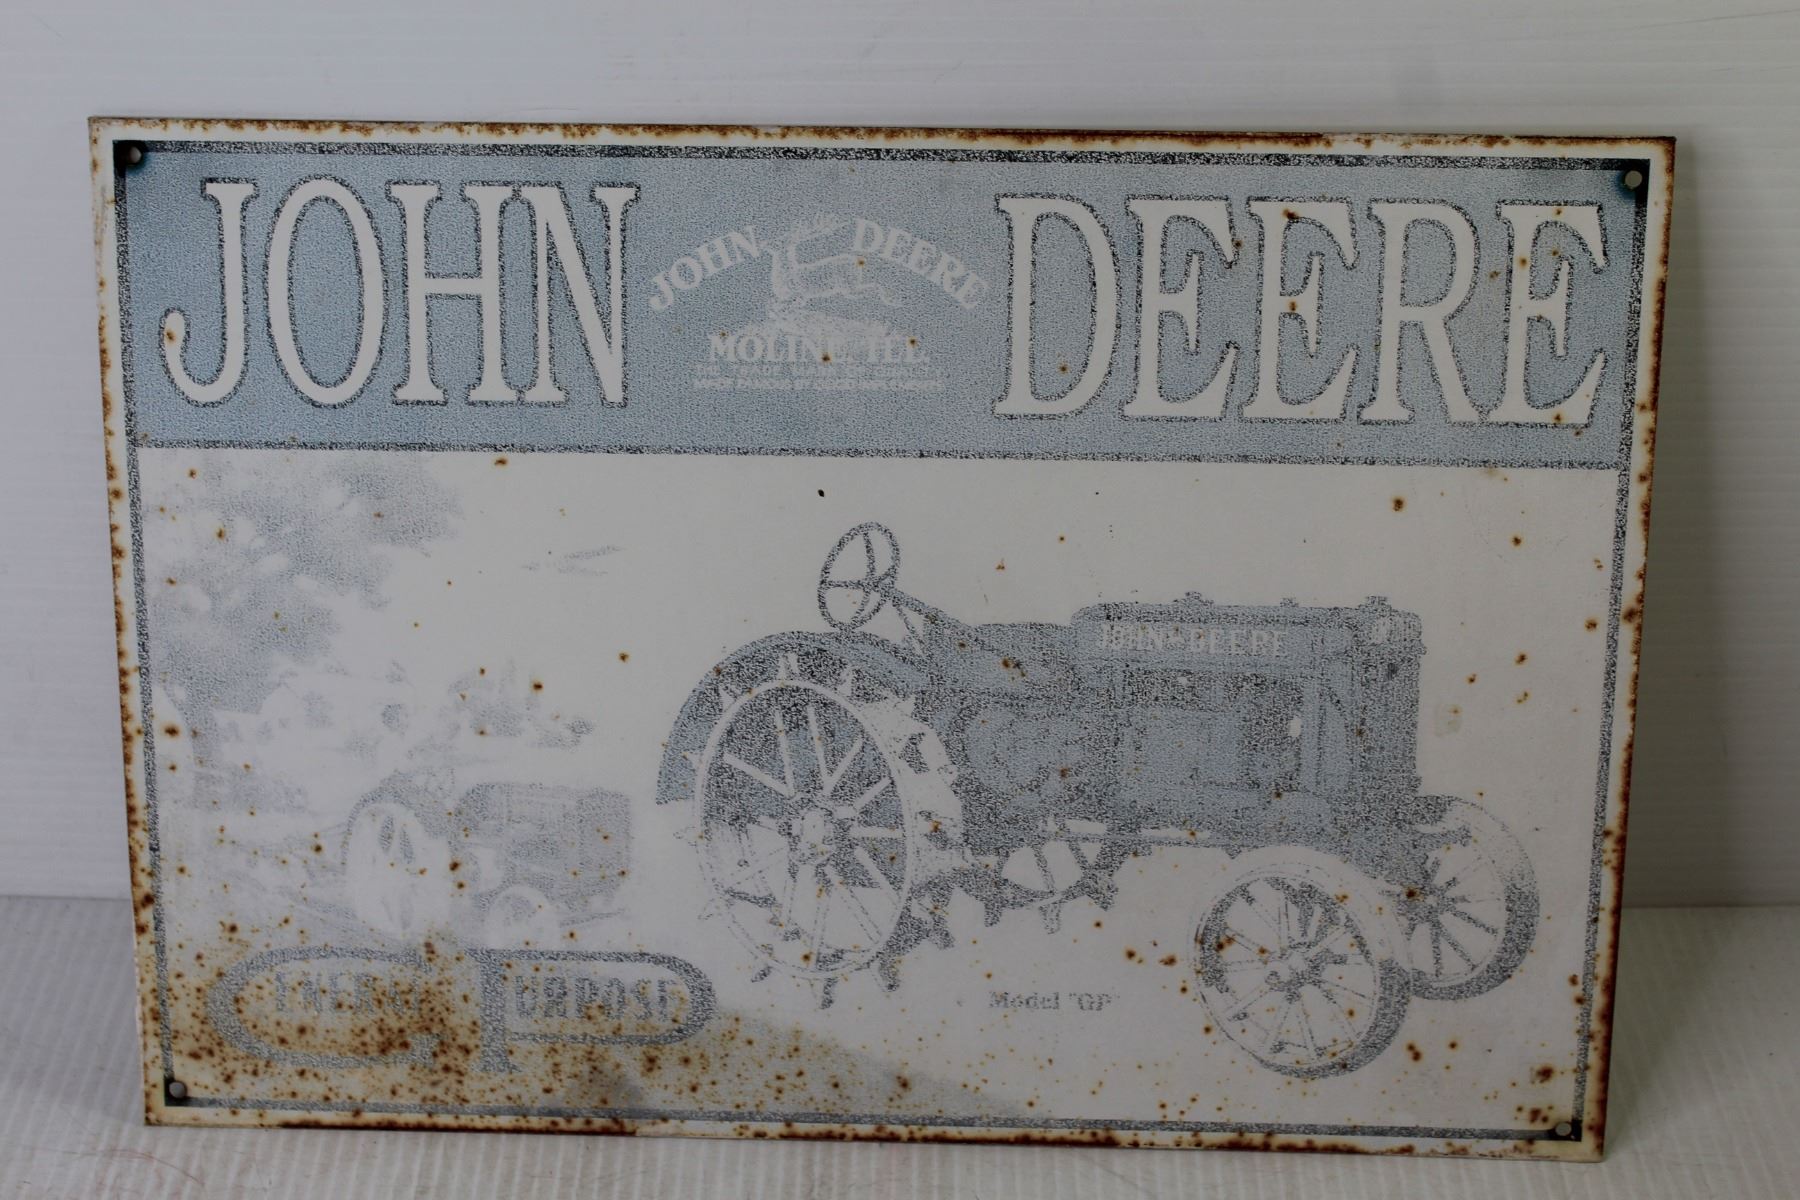 JOHN DEERE
JOHN DEERE
MOLINE, ILL.
JOHN DEERE
GENERAL PURPOSE
Model "GP"